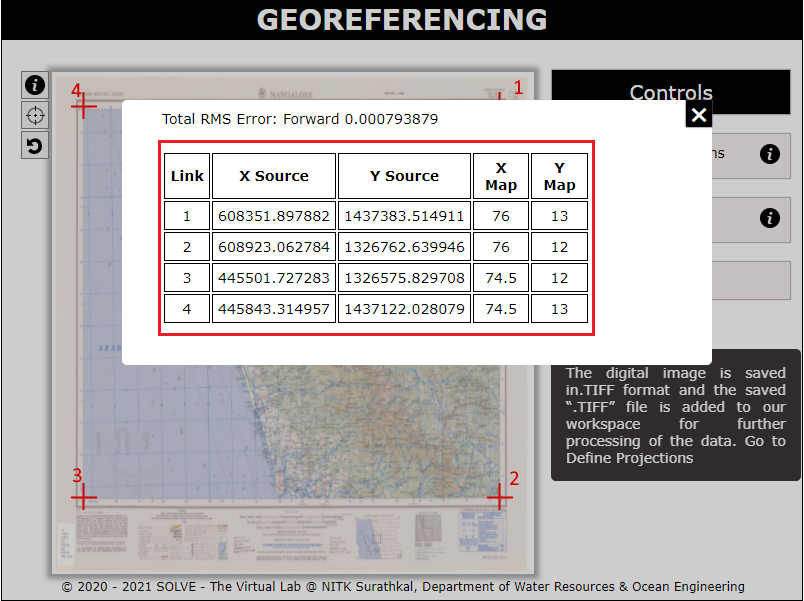 GEOREFERENCING
4
1
MANGALORE
Controls
Total RMS Error: Forward 0.000793879
Link X Source Y Source X Map Y Map
1 608351.897882 1437383.514911 76 13
2 608923.062784 1326762.639946 76 12
3 445501.727283 1326575.829708 74.5 12
4 445843.314957 1437122.028079 74.5 13
ns
The digital image is saved
in.TIFF format and the saved
“.TIFF” file is added to our
workspace for further
processing of the data. Go to
Define Projections
3
2
© 2020 - 2021 SOLVE - The Virtual Lab @ NITK Surathkal, Department of Water Resources & Ocean Engineering